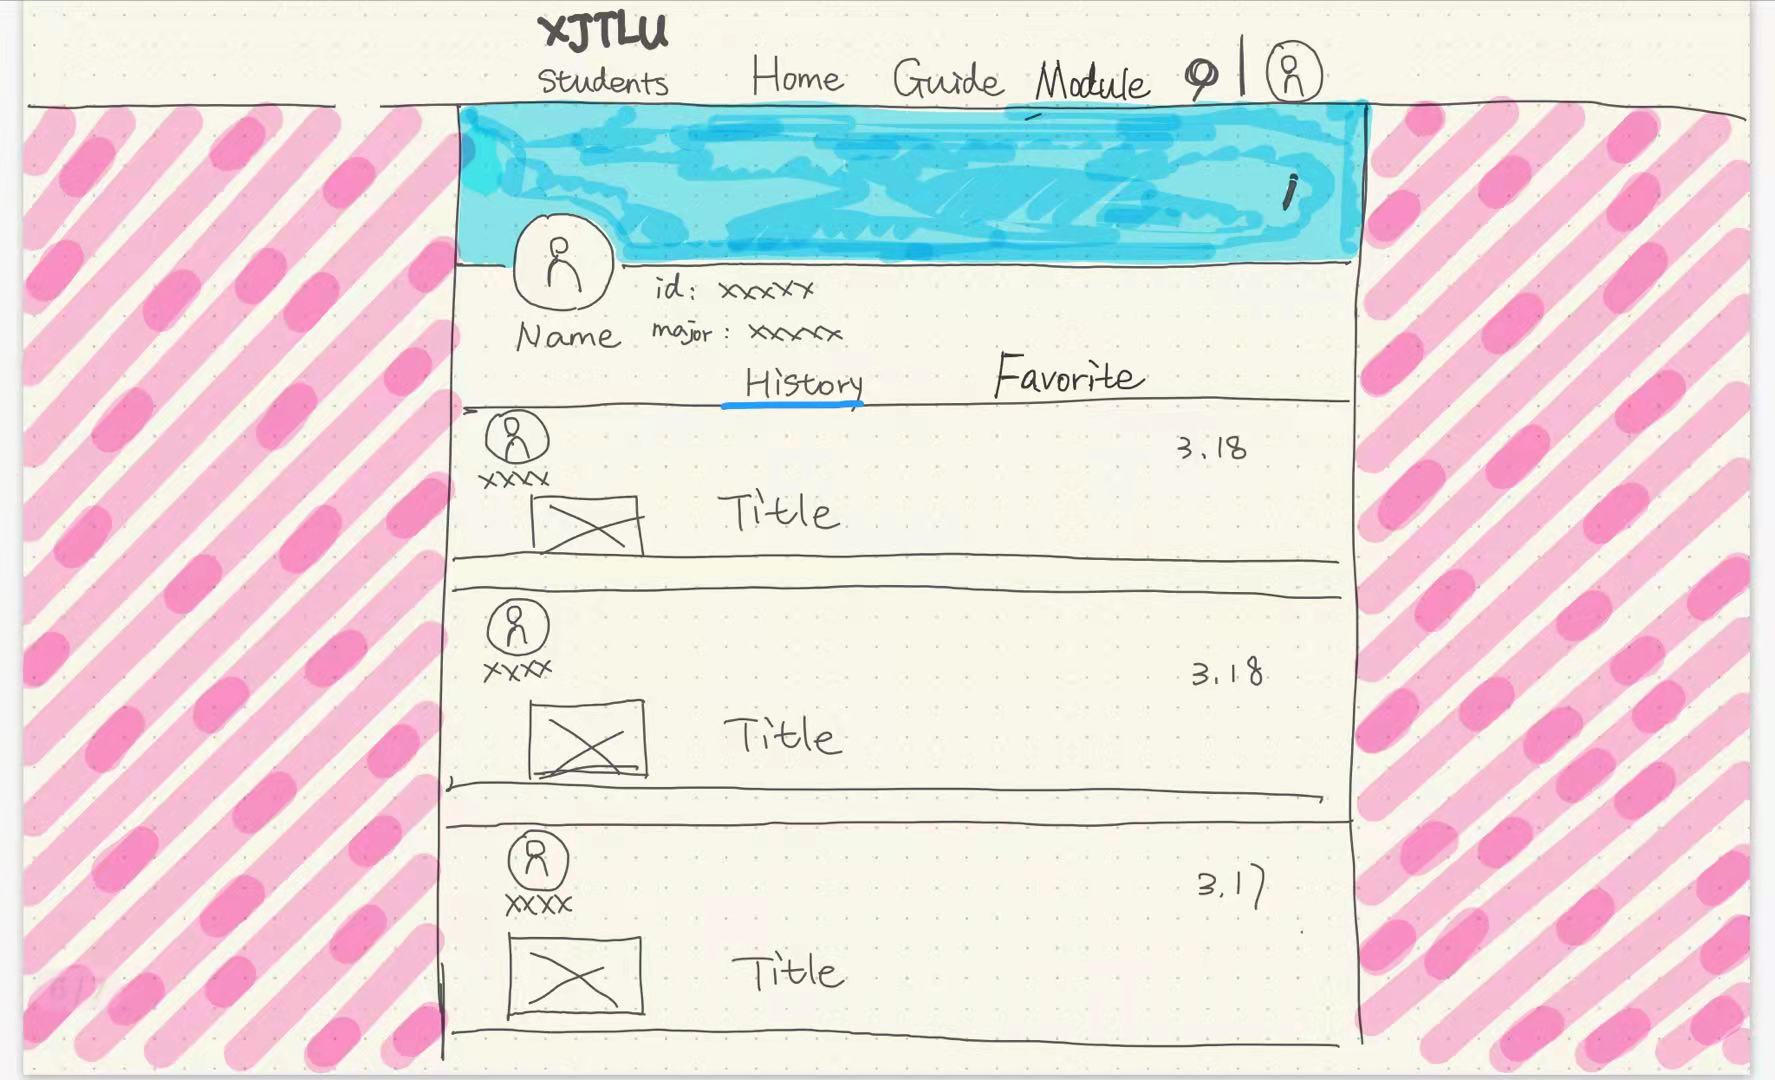 XJTLU
Students Home Guide Module
id: xxxxx
Name major: xxxxx
History Favorite
3.18
xxxx
Title
3.18
xxxx
Title
3.17
xxxx
Title